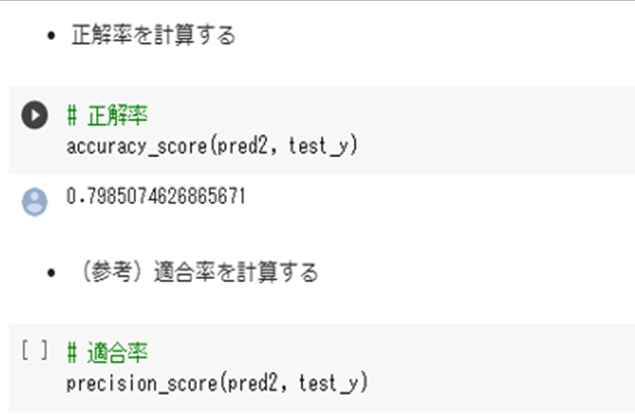 • 正解率を計算する
# 正解率
accuracy_score(pred2, test_y)
0.7985074626865671
• （参考）適合率を計算する
[ ] # 適合率
precision_score(pred2, test_y)